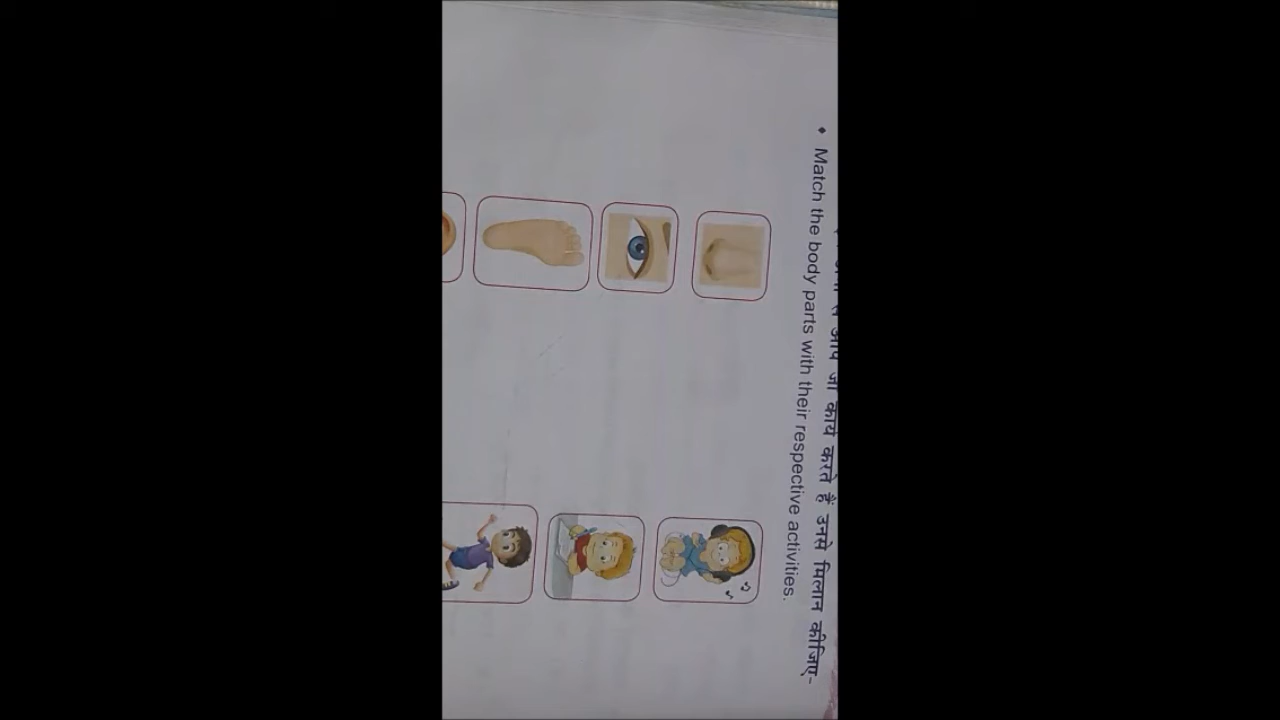 जो कार्य करते हैं उनसे मिलान कीजिए-
• Match the body parts with their respective activities.